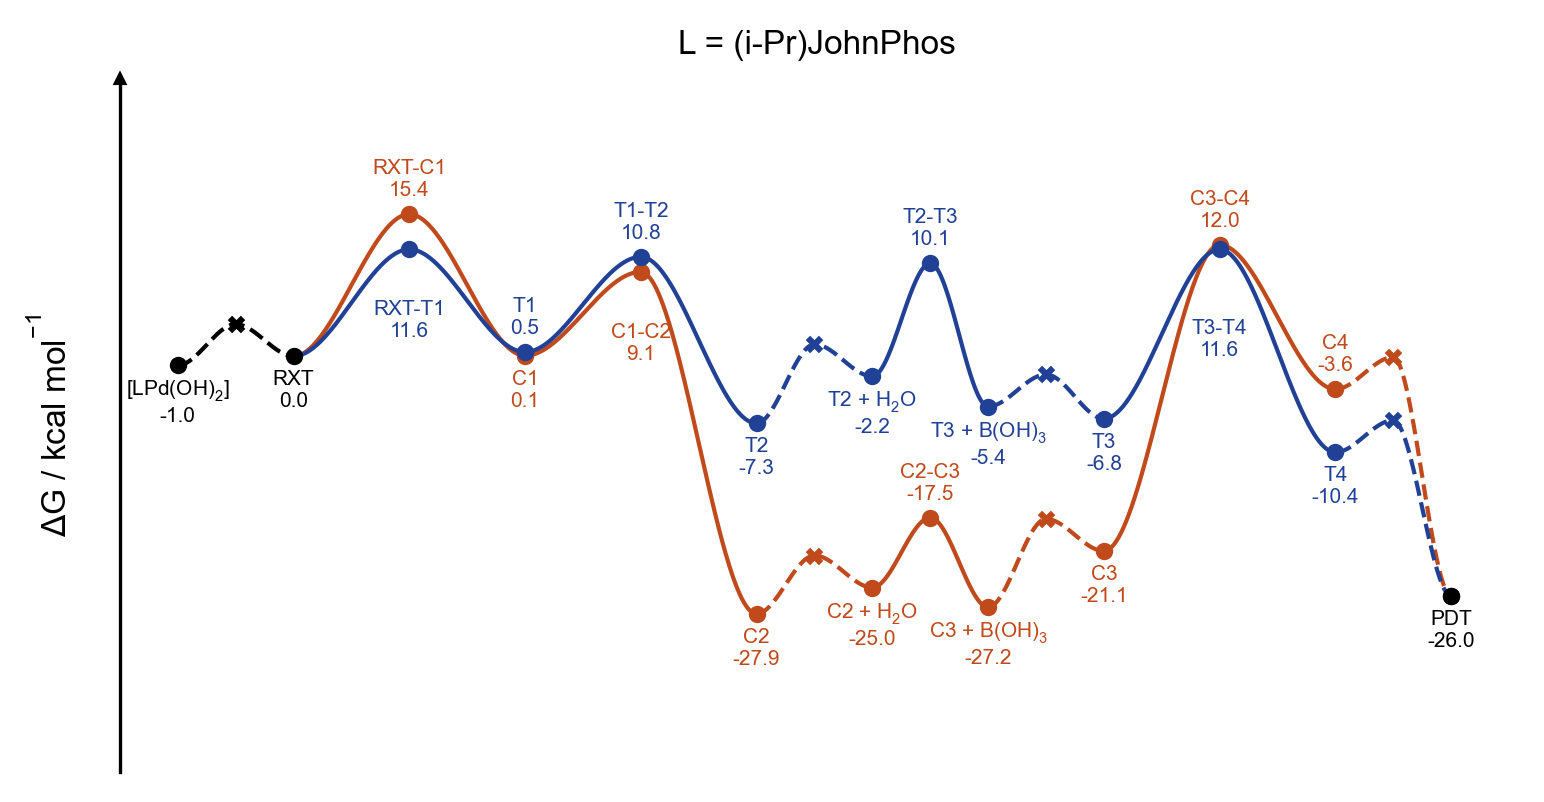 L = (i-Pr)JohnPhos
ΔG / kcal mol⁻¹
[LPd(OH)₂]
-1.0
RXT
0.0
RXT-C1
15.4
RXT-T1
11.6
T1
0.5
C1
0.1
T1-T2
10.8
C1-C2
9.1
T2
-7.3
C2
-27.9
T2 + H₂O
-2.2
C2 + H₂O
-25.0
T2-T3
10.1
C2-C3
-17.5
T3 + B(OH)₃
-5.4
C3 + B(OH)₃
-27.2
T3
-6.8
C3
-21.1
C3-C4
12.0
T3-T4
11.6
C4
-3.6
T4
-10.4
PDT
-26.0